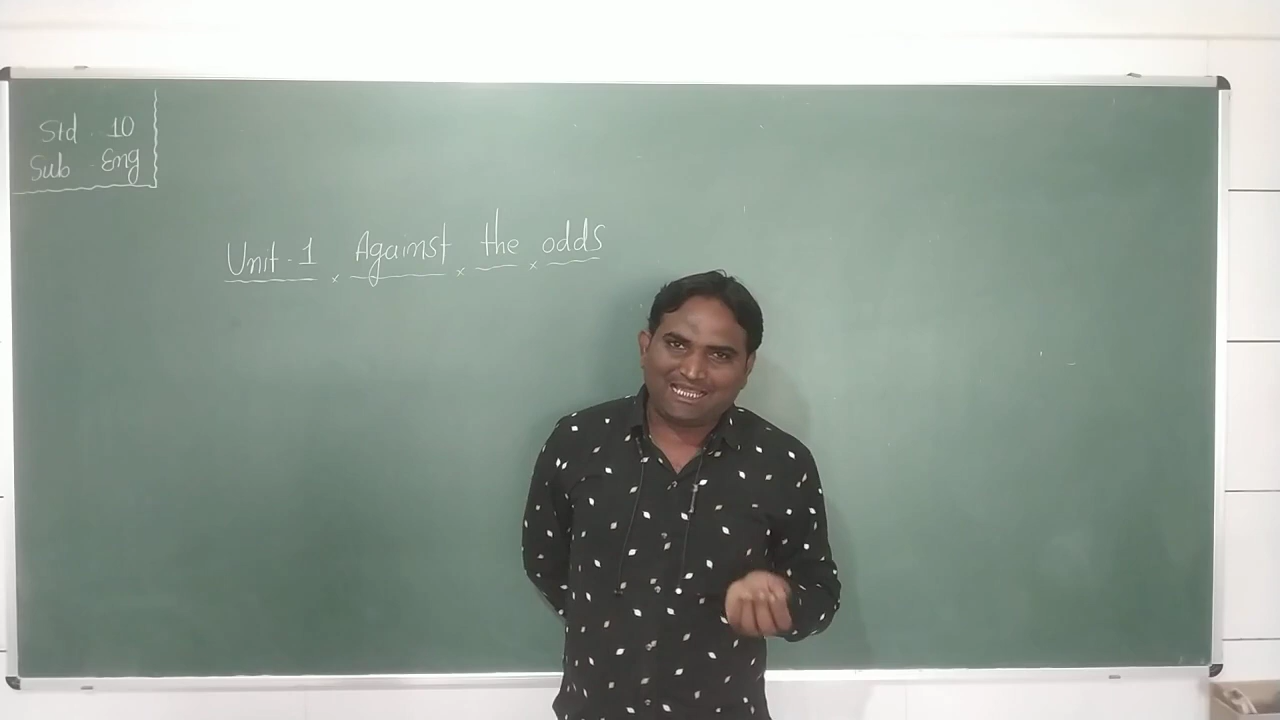 Std. 10
Sub - Eng
Unit - 1 Against the odds